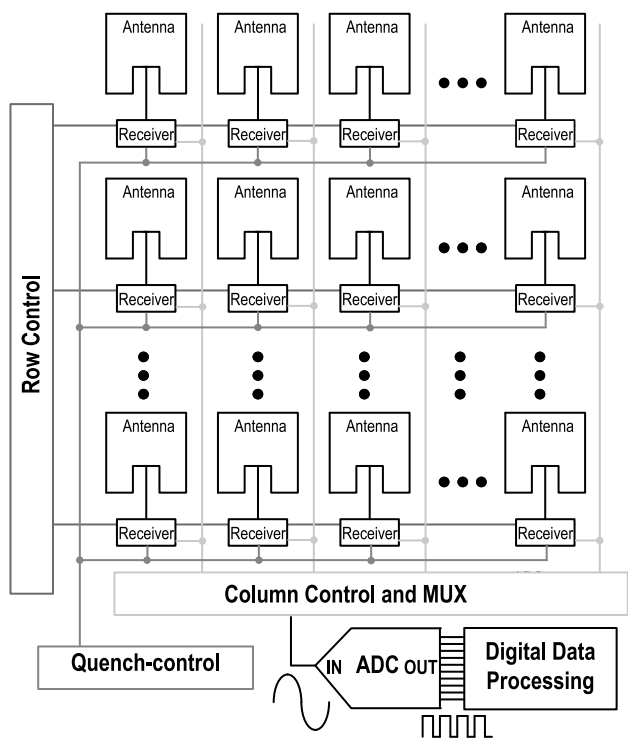 Antenna Antenna Antenna Antenna
Receiver Receiver Receiver Receiver
Antenna Antenna Antenna Antenna
Receiver Receiver Receiver Receiver
Row Control
Antenna Antenna Antenna Antenna
Receiver Receiver Receiver Receiver
Column Control and MUX
Quench-control
IN ADC OUT
Digital Data
Processing